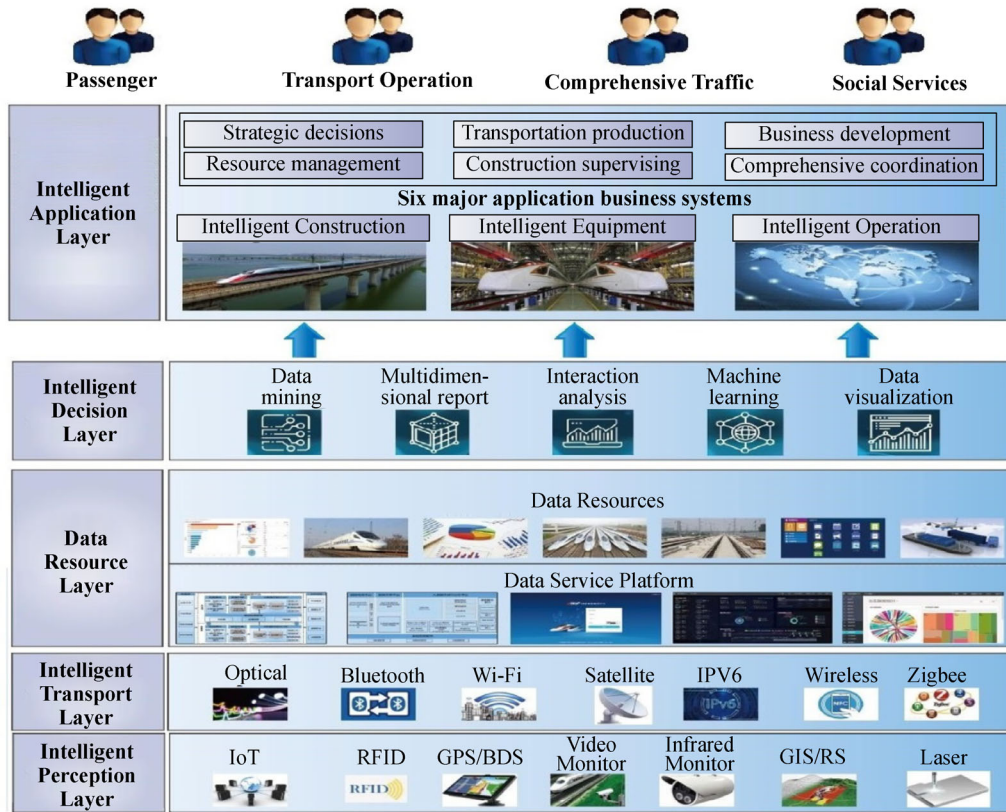 Passenger
Transport Operation
Comprehensive Traffic
Social Services
Intelligent
Application
Layer
Strategic decisions
Transportation production
Business development
Resource management
Construction supervising
Comprehensive coordination
Six major application business systems
Intelligent Construction
Intelligent Equipment
Intelligent Operation
Intelligent
Decision
Layer
Data
mining
Multidimen-
sional report
Interaction
analysis
Machine
learning
Data
visualization
Data
Resource
Layer
Data Resources
Data Service Platform
Intelligent
Transport
Layer
Optical
Bluetooth
Wi-Fi
Satellite
IPV6
IPv6
Wireless
NFC
Zigbee
Intelligent
Perception
Layer
IoT
RFID
RFID
GPS/BDS
Video
Monitor
Infrared
Monitor
GIS/RS
Laser